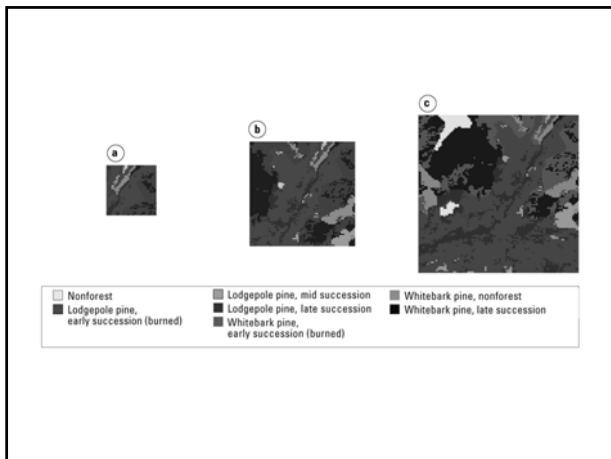 a
b
c
Nonforest
Lodgepole pine,
early succession (burned)
Lodgepole pine, mid succession
Lodgepole pine, late succession
Whitebark pine,
early succession (burned)
Whitebark pine, nonforest
Whitebark pine, late succession